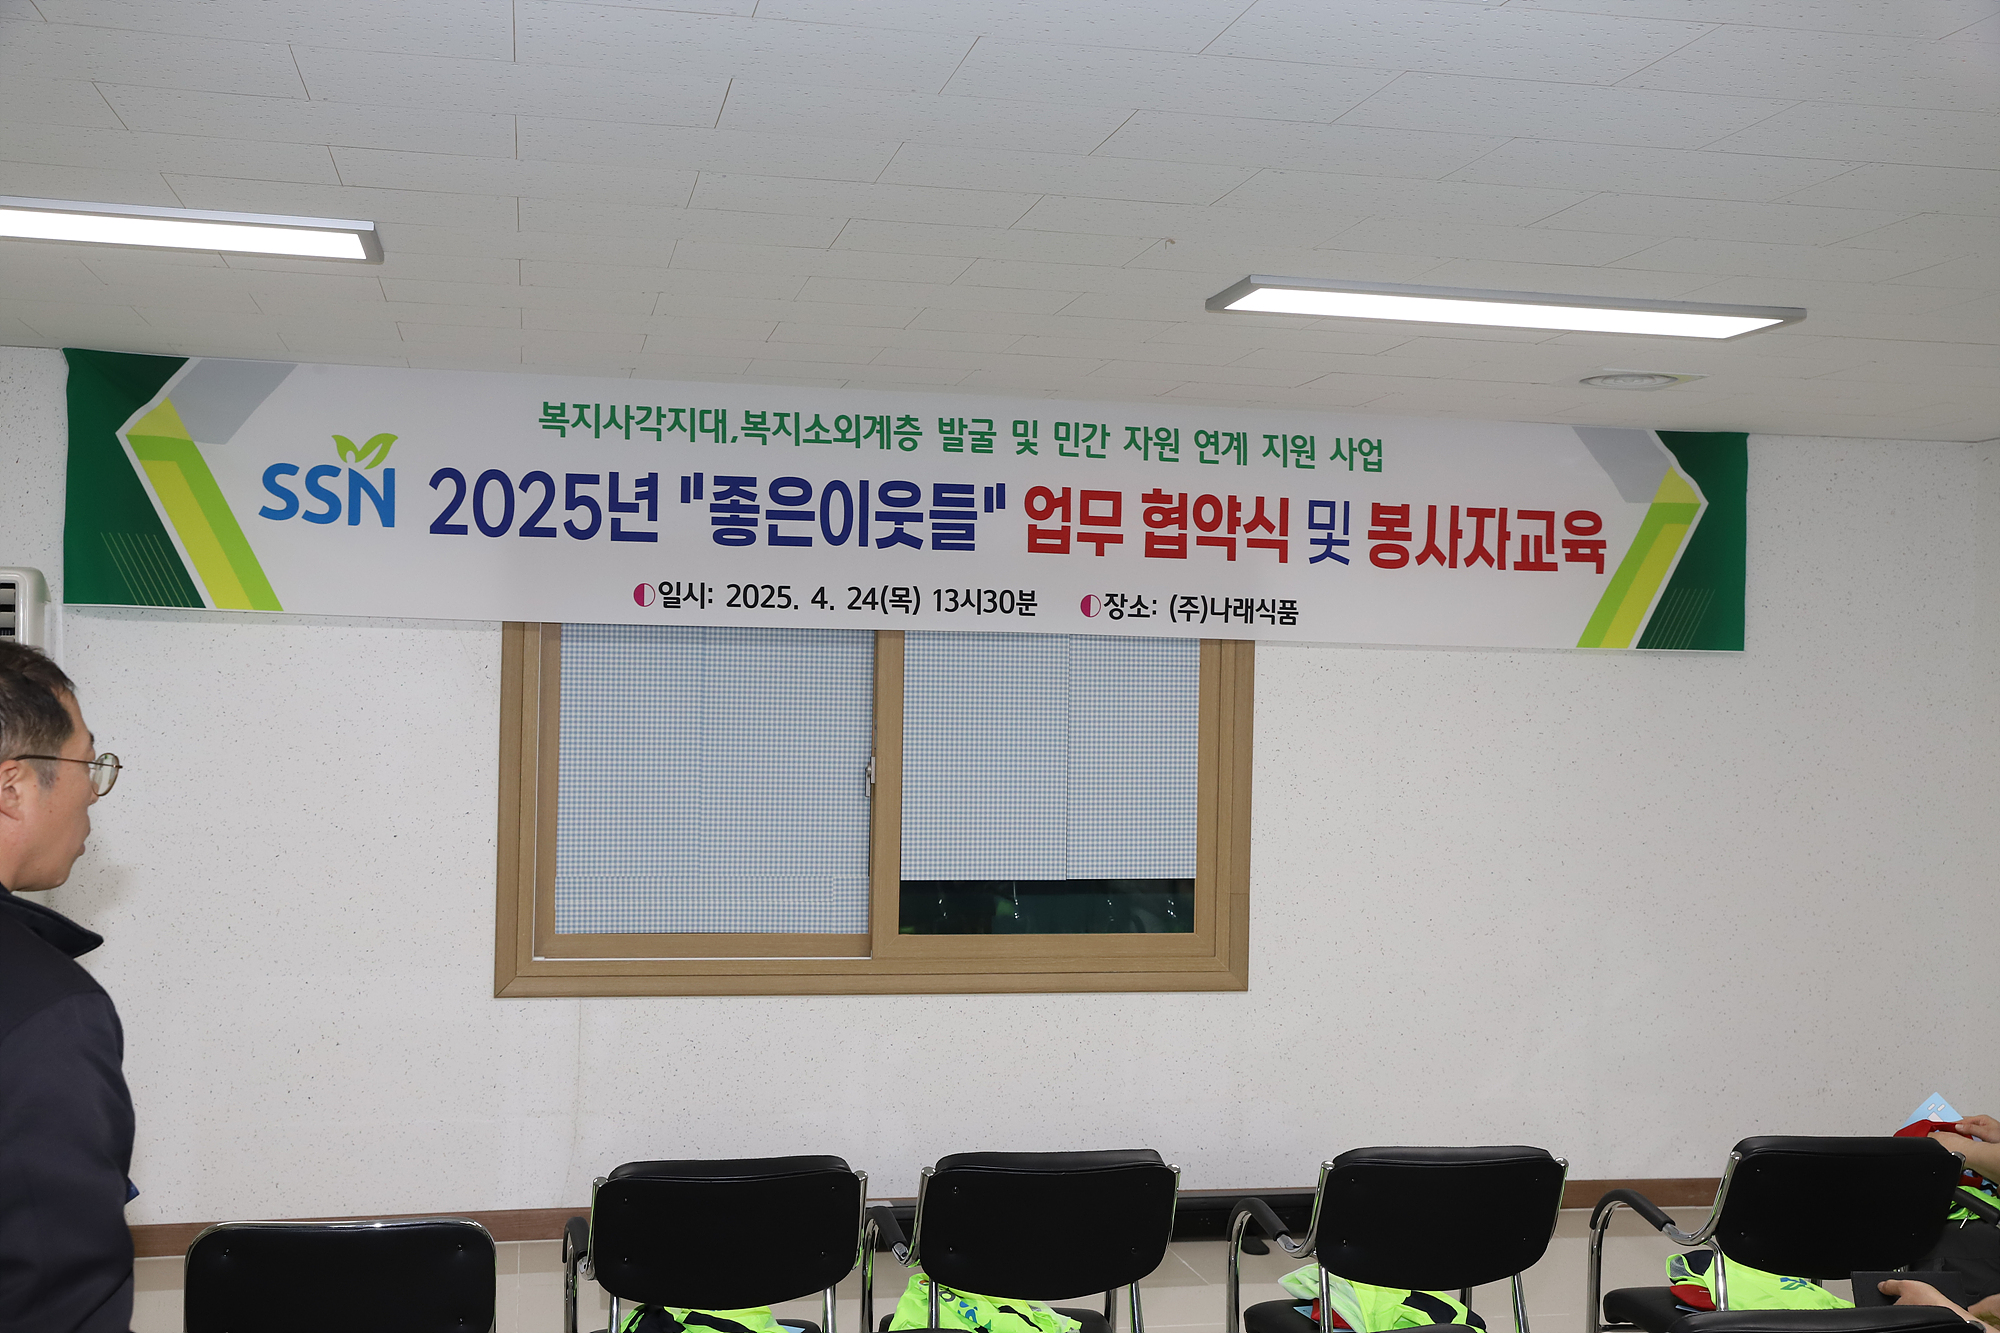 복지사각지대,복지소외계층 발굴 및 민간 자원 연계 지원 사업
SSN 2025년 "좋은이웃들" 업무 협약식 및 봉사자교육
일시: 2025. 4. 24(목) 13시30분 장소: (주)나래식품